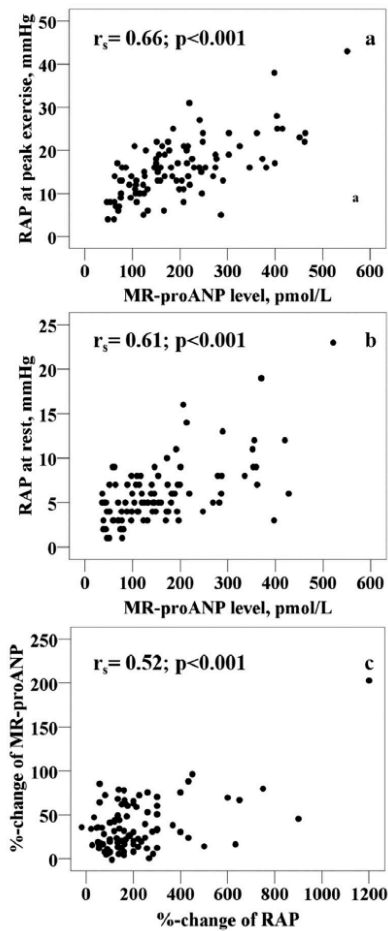 rs= 0.66; p<0.001
a
RAP at peak exercise, mmHg
50
40
30
20
10
0
a
0 100 200 300 400 500 600
MR-proANP level, pmol/L
rs= 0.61; p<0.001
b
RAP at rest, mmHg
25
20
15
10
5
0
0 100 200 300 400 500 600
MR-proANP level, pmol/L
rs= 0.52; p<0.001
c
%-change of MR-proANP
250
200
150
100
50
0
0 200 400 600 800 1000 1200
%-change of RAP